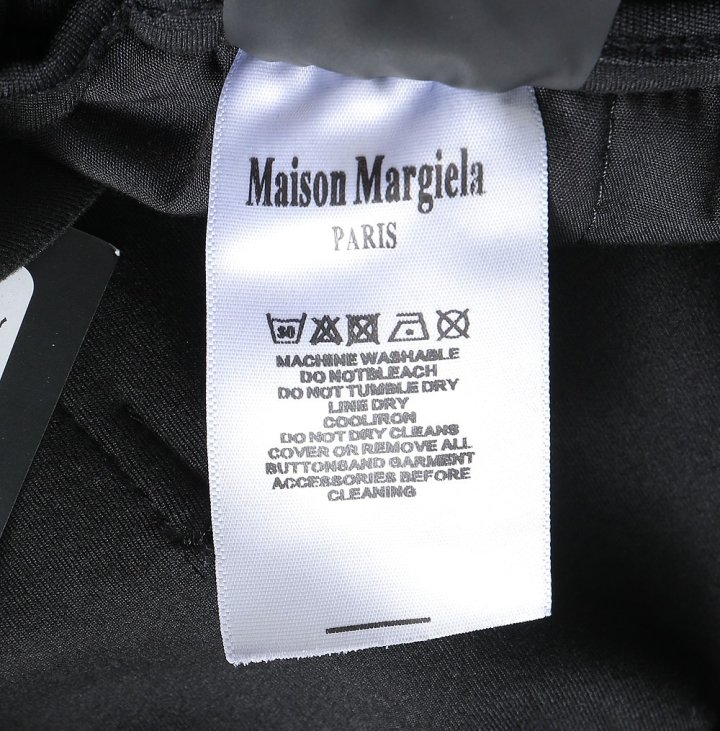 Maison Margiela
PARIS
30
MACHINE WASHABLE
DO NOTBLEACH
DO NOT TUMBLE DRY
LINE DRY
COOLIRON
DO NOT DRY CLEANS
COVER OR REMOVE ALL
BUTTONSAND GARMENT
ACCESSORIES BEFORE
CLEANING